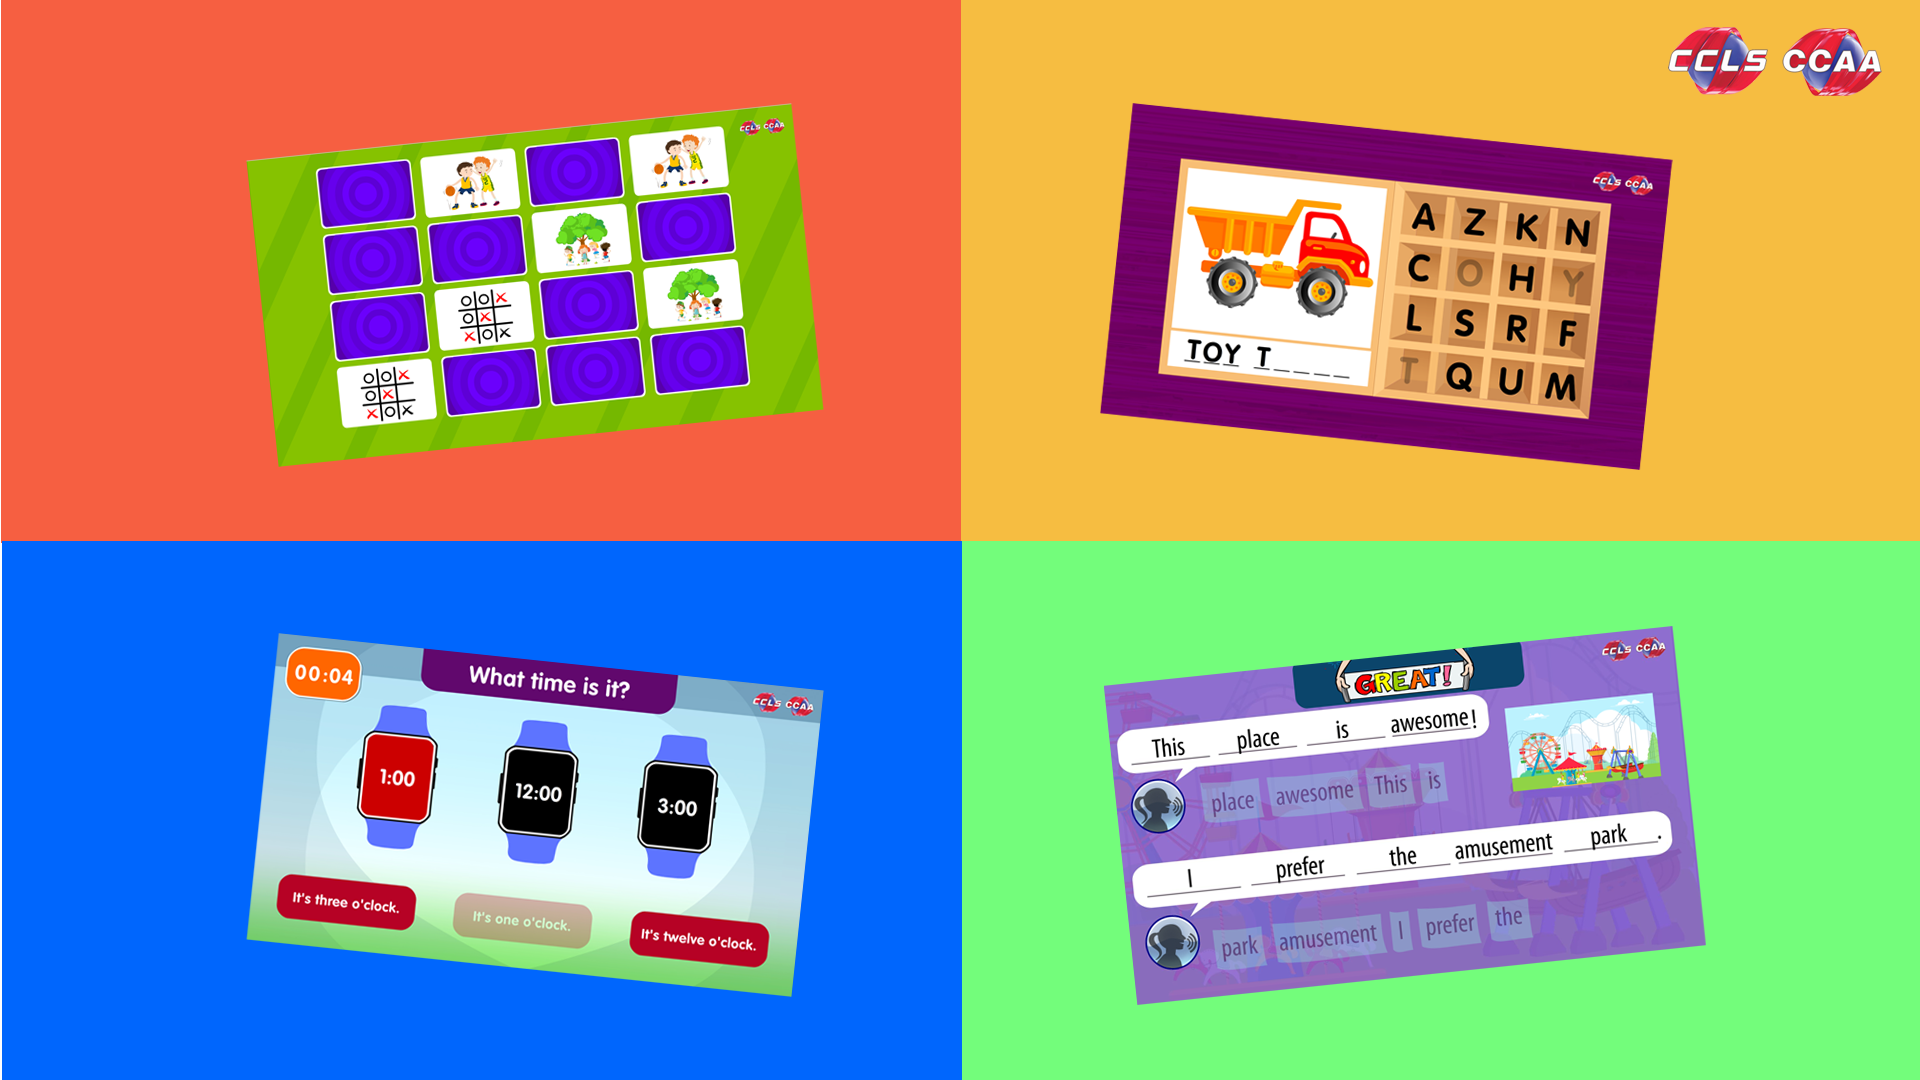 CCLS CCAA
CCLS CCAA
CCLS CCAA
A Z K N
C O H Y
L S R F
T Q U M
TOY T_ _ _ _
00:04
What time is it?
CCLS CCAA
1:00
12:00
3:00
It's three o'clock.
It's one o'clock.
It's twelve o'clock.
GREAT!
CCLS CCAA
This place is awesome!
place awesome This is
I prefer the amusement park.
park amusement I prefer the